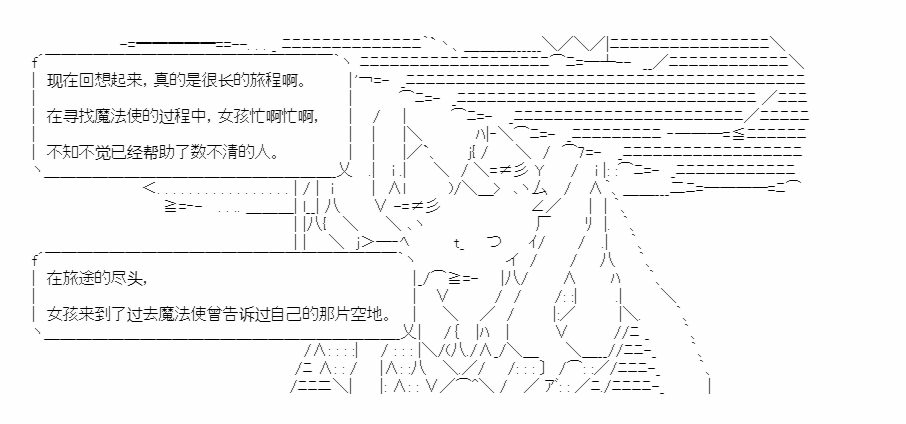 现在回想起来，真的是很长的旅程啊。
在寻找魔法使的过程中，女孩忙啊忙啊，
不知不觉已经帮助了数不清的人。
在旅途的尽头，
女孩来到了过去魔法使曾告诉过自己的那片空地。